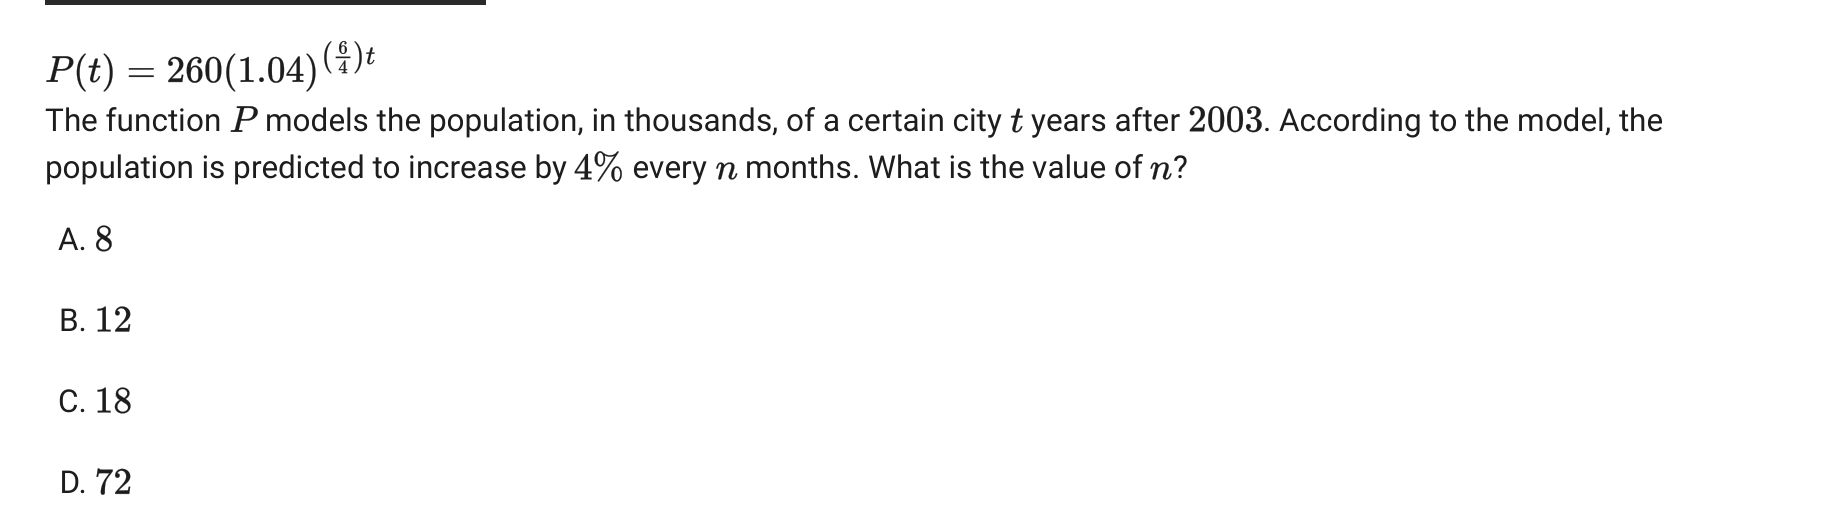 P(t) = 260(1.04)^{(\frac{6}{4})t}
The function P models the population, in thousands, of a certain city t years after 2003. According to the model, the
population is predicted to increase by 4% every n months. What is the value of n?
A. 8
B. 12
C. 18
D. 72